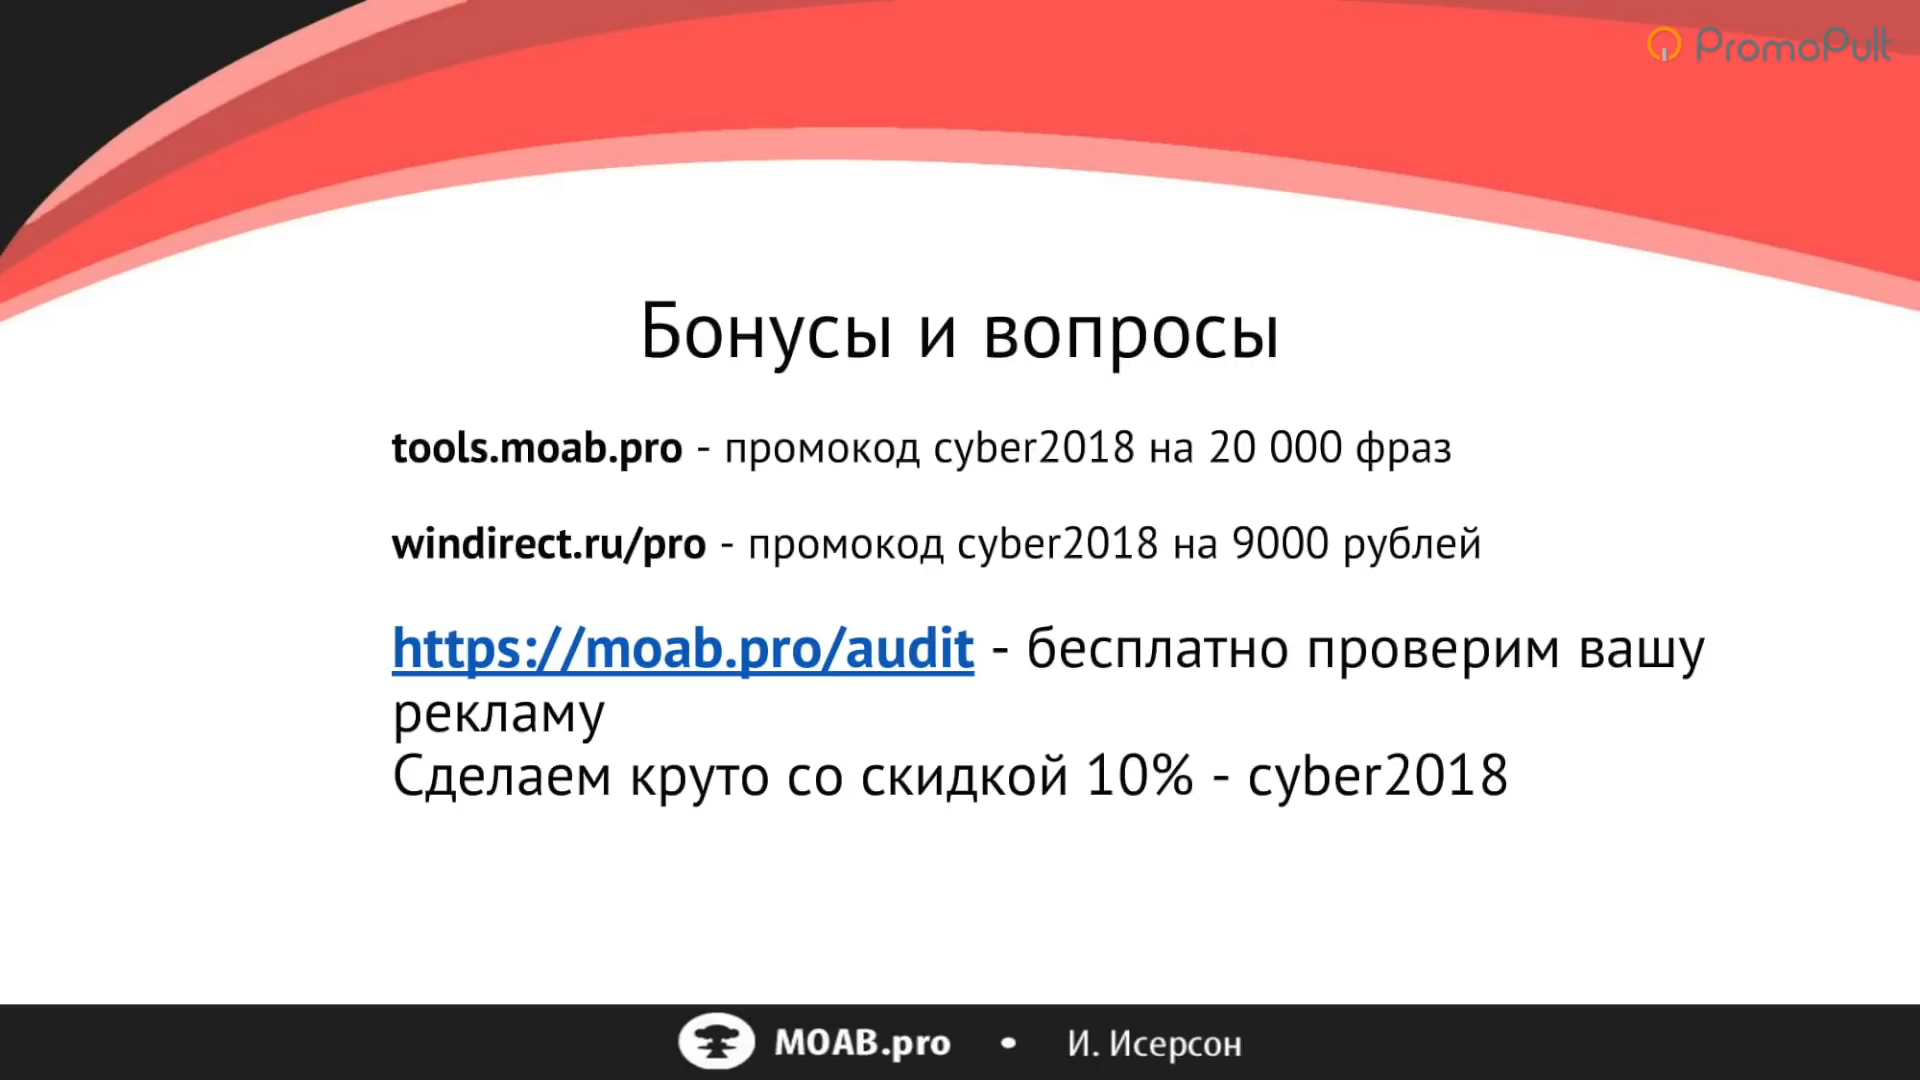 PromoPult
Бонусы и вопросы
tools.moab.pro - промокод cyber2018 на 20 000 фраз
windirect.ru/pro - промокод cyber2018 на 9000 рублей
https://moab.pro/audit - бесплатно проверим вашу
рекламу
Сделаем круто со скидкой 10% - cyber2018
MOAB.pro • И. Исерсон